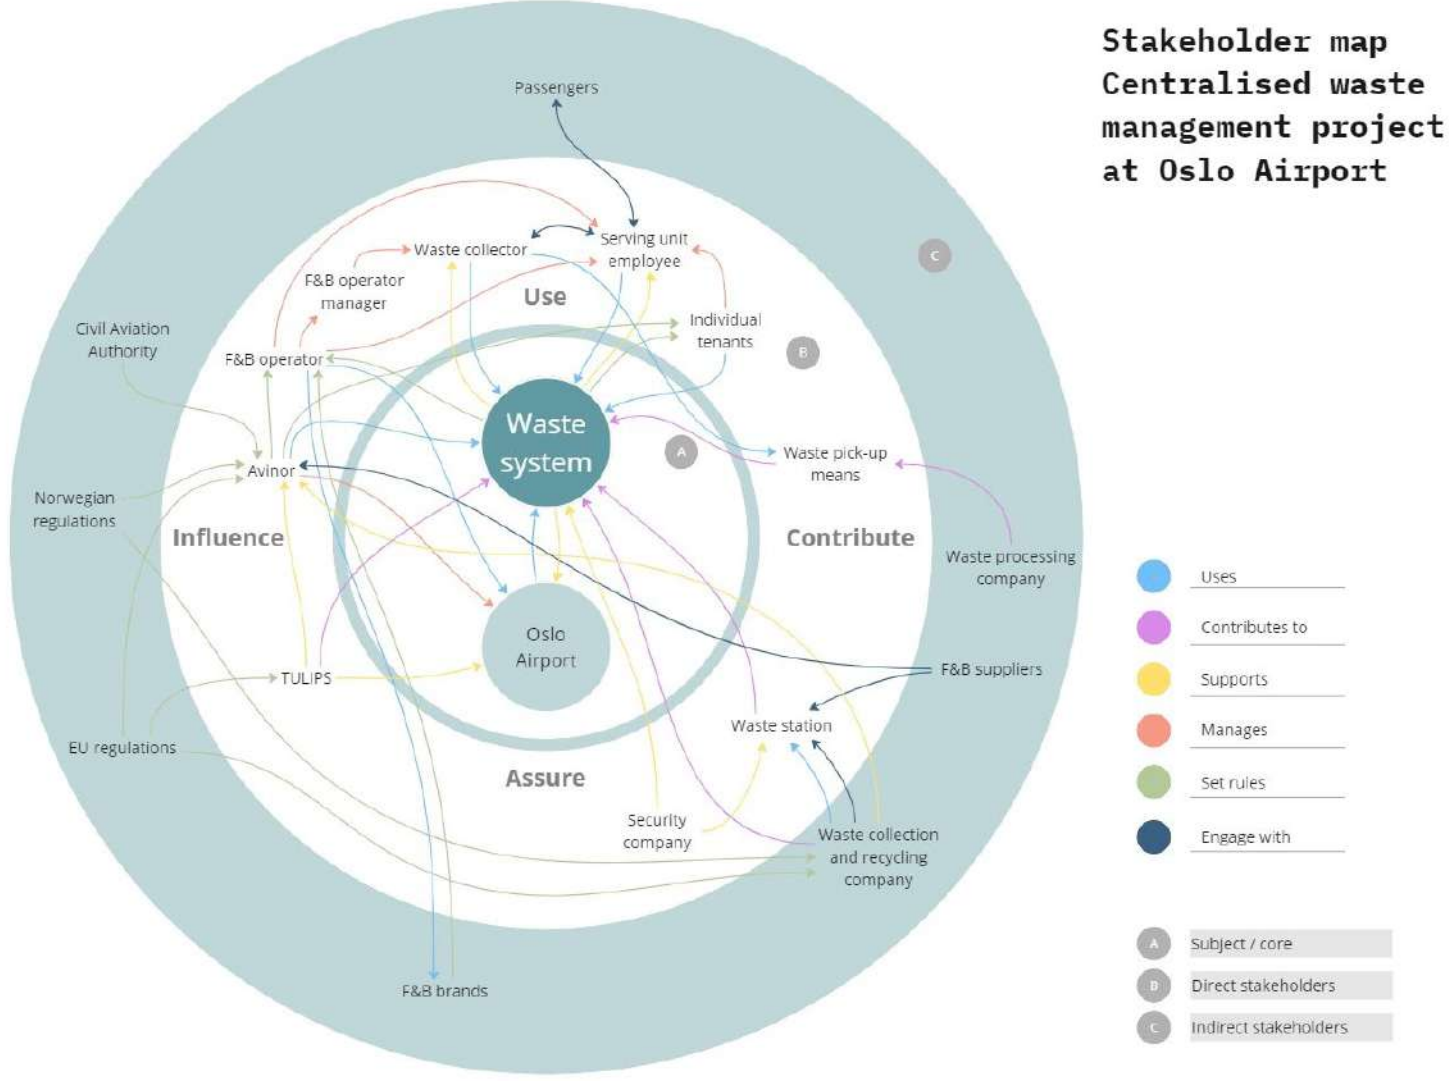 Stakeholder map
Centralised waste
management project
at Oslo Airport
Passengers
Waste collector
Serving unit
employee
F&B operator
manager
Use
Individual
tenants
Civil Aviation
Authority
F&B operator
C
B
A
Waste
system
Waste pick-up
means
Avinor
Norwegian
regulations
Influence
Contribute
Waste processing
company
Oslo
Airport
TULIPS
F&B suppliers
EU regulations
Waste station
Assure
Security
company
Waste collection
and recycling
company
F&B brands
Uses
Contributes to
Supports
Manages
Set rules
Engage with
A Subject / core
B Direct stakeholders
C Indirect stakeholders